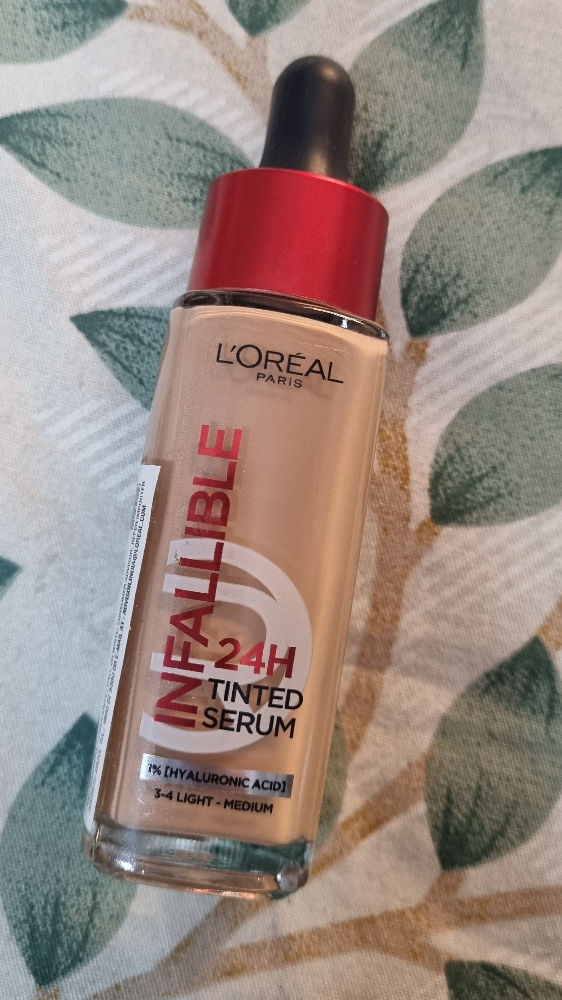 L'ORÉAL
PARIS
INFALLIBLE
24H
TINTED
SERUM
1% [HYALURONIC ACID]
3-4 LIGHT - MEDIUM